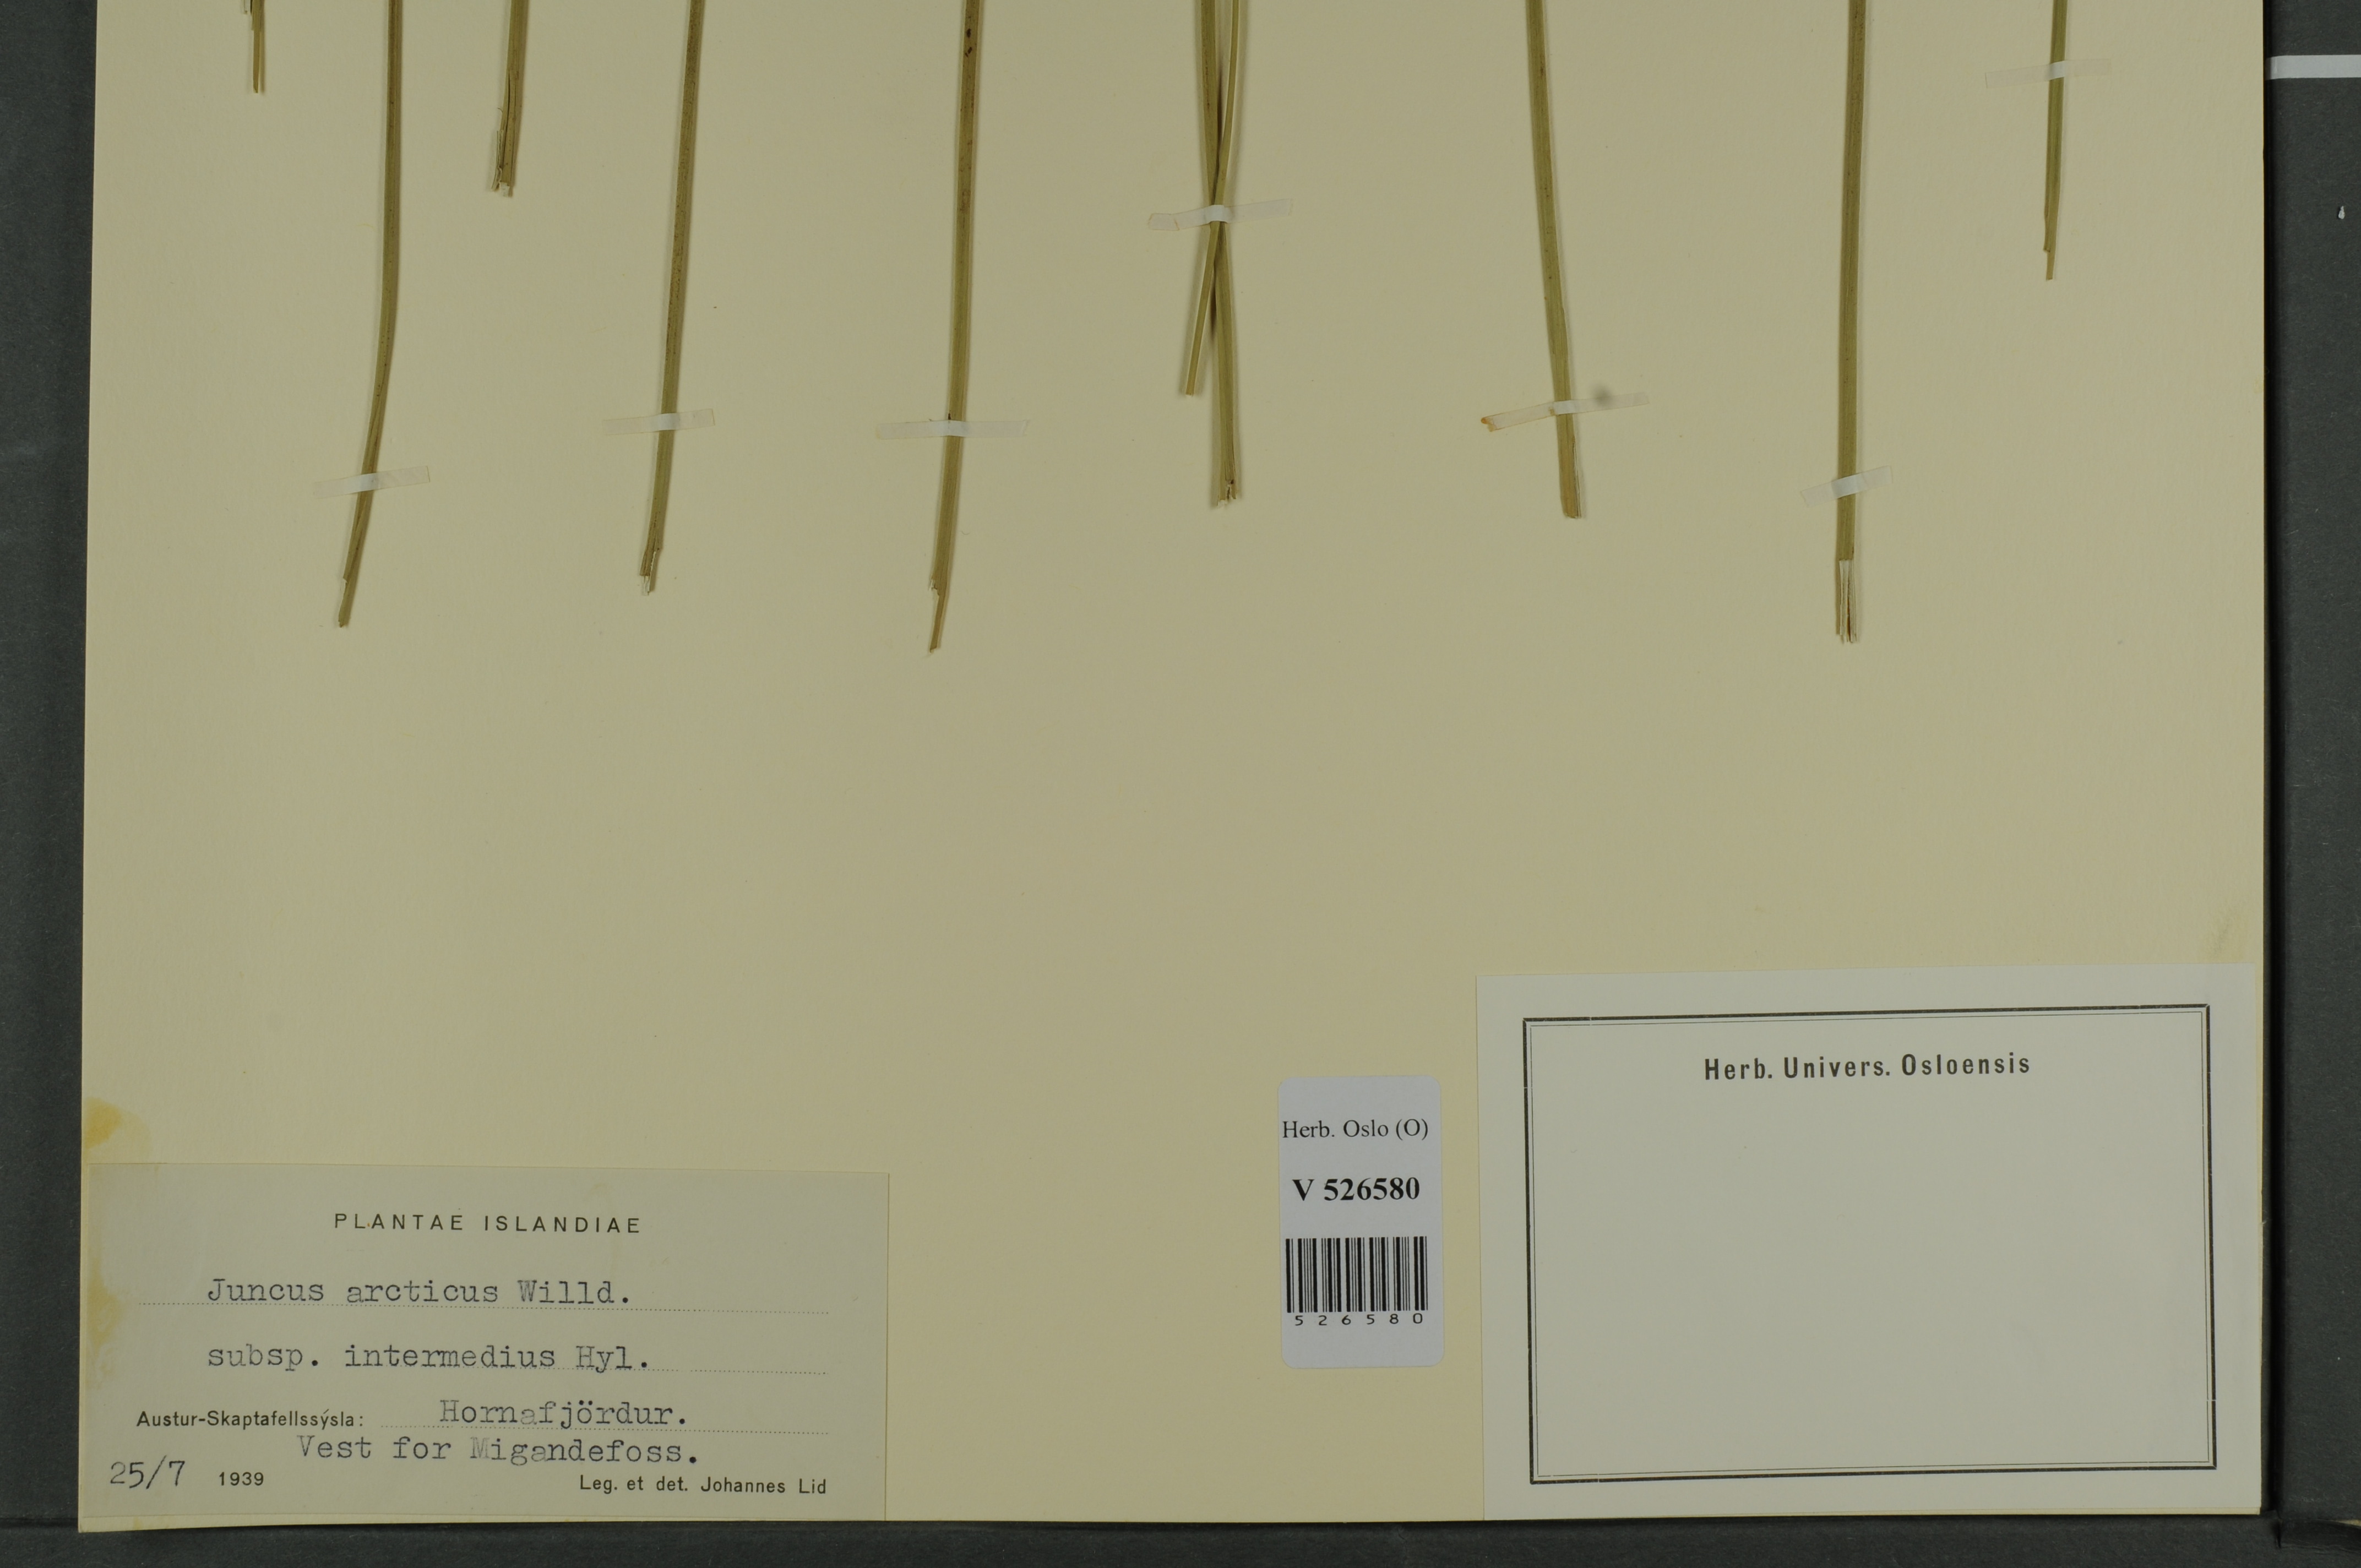 PLANTAE ISLANDIAE
Juncus arcticus Willd.
subsp. intermedius Hyl.
Austur-Skaptafellssýsla: Hornafjördur.
Vest for Migandefoss.
25/7 1939 Leg. et det. Johannes Lid
Herb. Oslo (O)
V 526580
526580
Herb. Univers. Osloensis